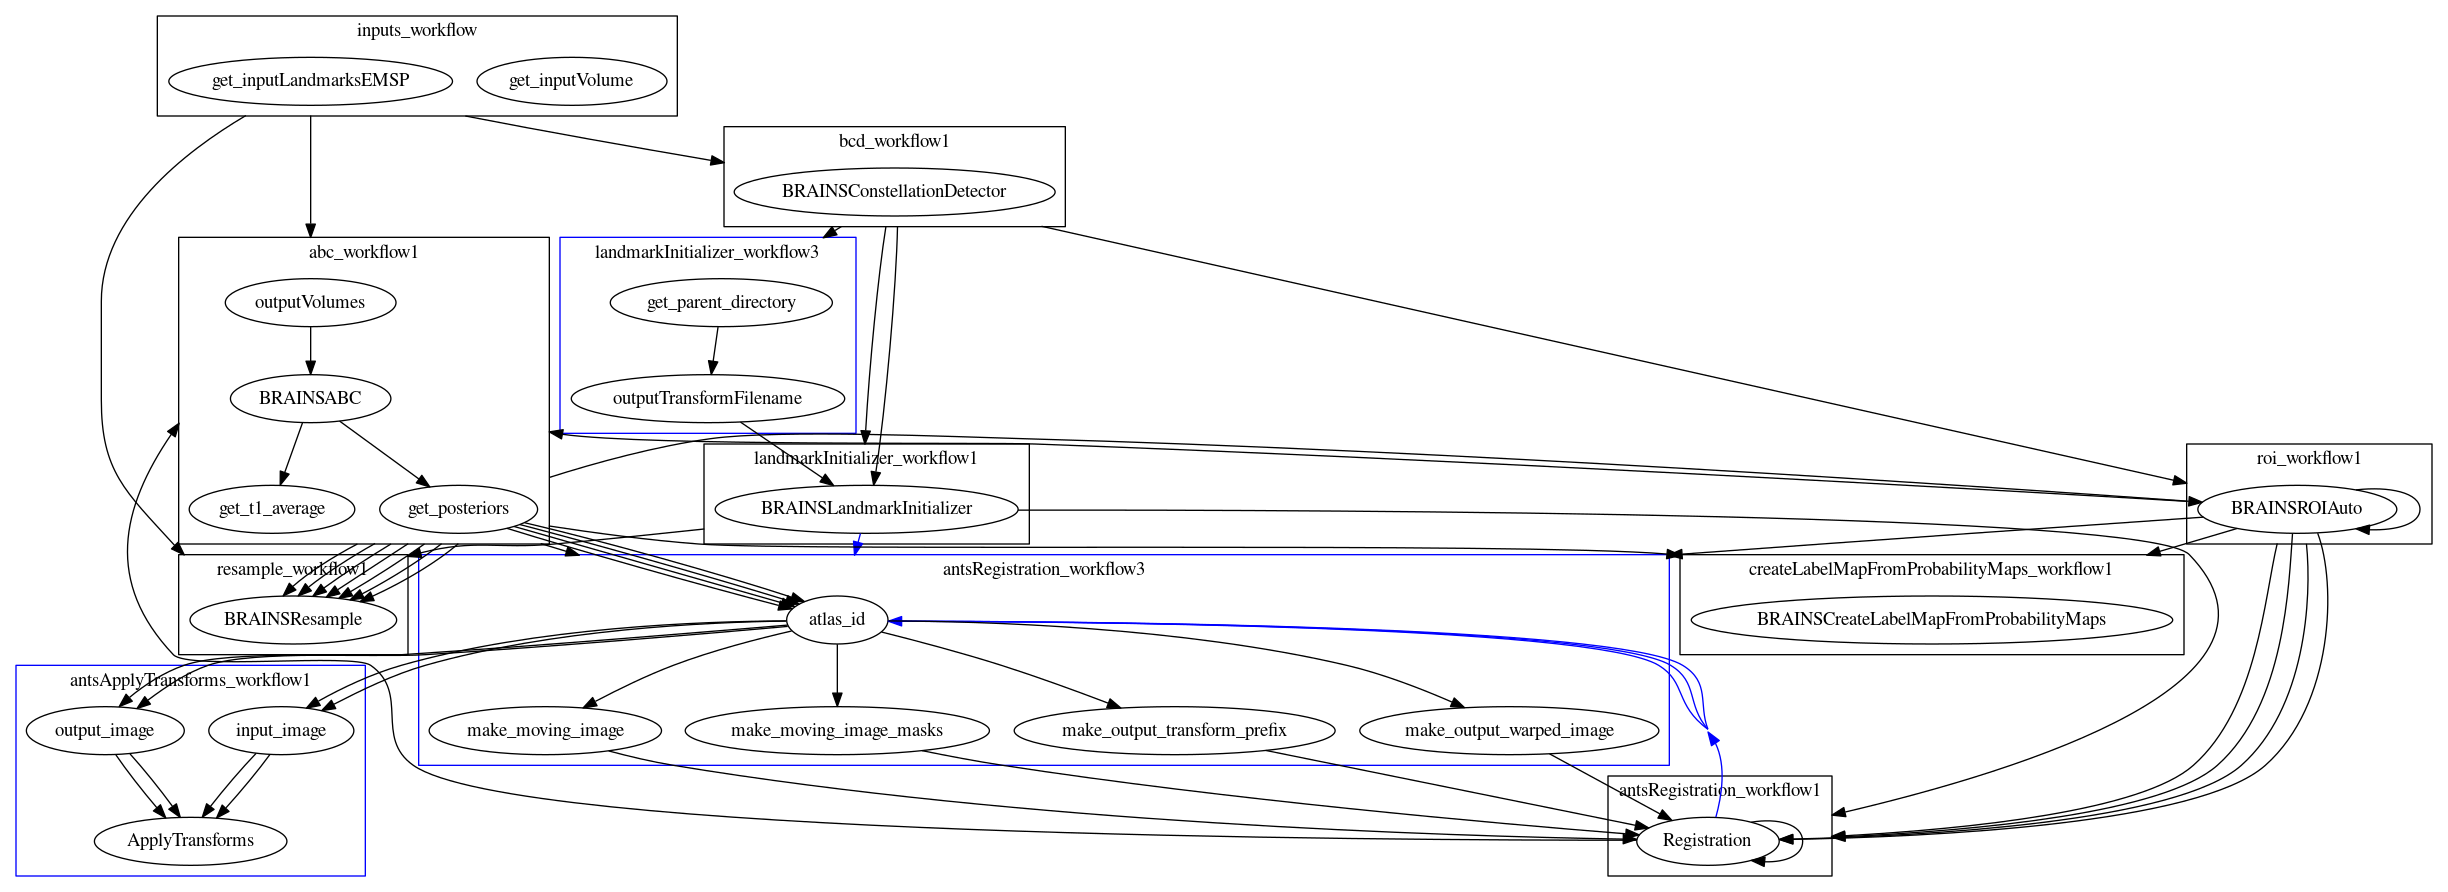 inputs_workflow
get_inputLandmarksEMSP
get_inputVolume
bcd_workflow1
BRAINSConstellationDetector
abc_workflow1
outputVolumes
BRAINSABC
get_t1_average
get_posteriors
landmarkInitializer_workflow3
get_parent_directory
outputTransformFilename
landmarkInitializer_workflow1
BRAINSLandmarkInitializer
roi_workflow1
BRAINSROIAuto
resample_workflow1
BRAINSResample
antsRegistration_workflow3
atlas_id
make_moving_image
make_moving_image_masks
make_output_transform_prefix
make_output_warped_image
createLabelMapFromProbabilityMaps_workflow1
BRAINSCreateLabelMapFromProbabilityMaps
antsApplyTransforms_workflow1
output_image
input_image
ApplyTransforms
antsRegistration_workflow1
Registration